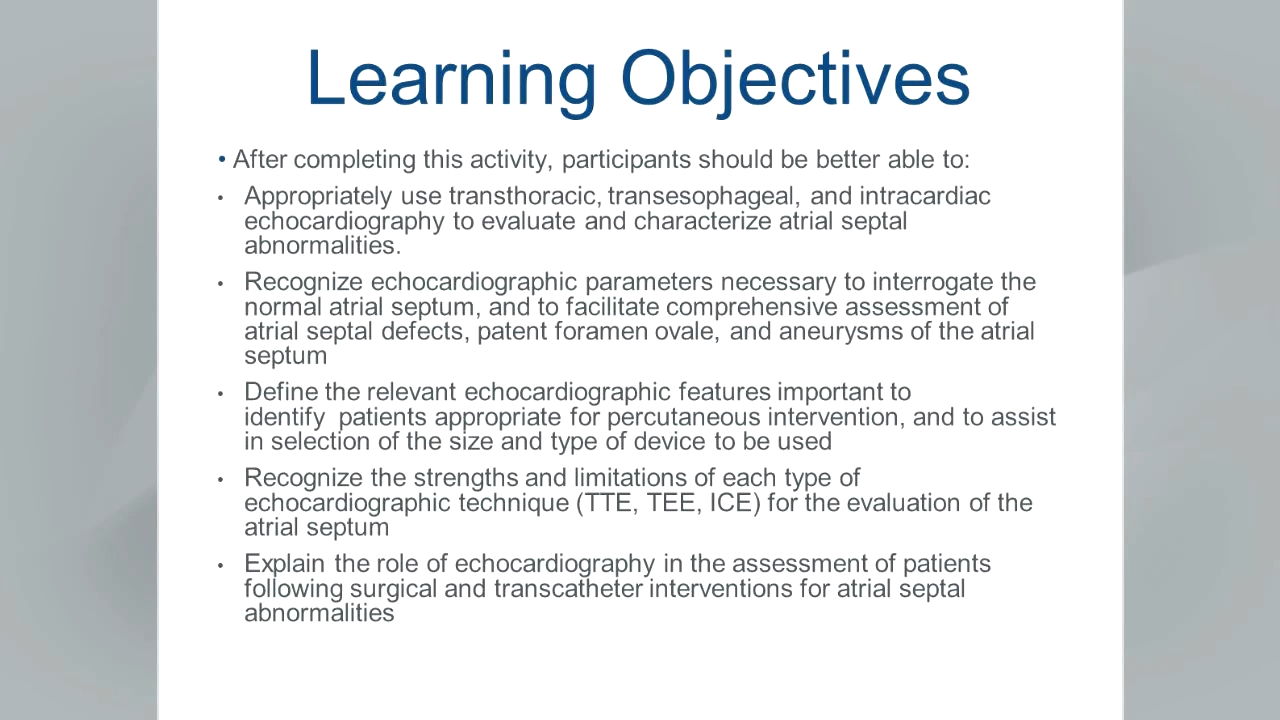 Learning Objectives
• After completing this activity, participants should be better able to:
• Appropriately use transthoracic, transesophageal, and intracardiac
echocardiography to evaluate and characterize atrial septal
abnormalities.
• Recognize echocardiographic parameters necessary to interrogate the
normal atrial septum, and to facilitate comprehensive assessment of
atrial septal defects, patent foramen ovale, and aneurysms of the atrial
septum
• Define the relevant echocardiographic features important to
identify  patients appropriate for percutaneous intervention, and to assist
in selection of the size and type of device to be used
• Recognize the strengths and limitations of each type of
echocardiographic technique (TTE, TEE, ICE) for the evaluation of the
atrial septum
• Explain the role of echocardiography in the assessment of patients
following surgical and transcatheter interventions for atrial septal
abnormalities